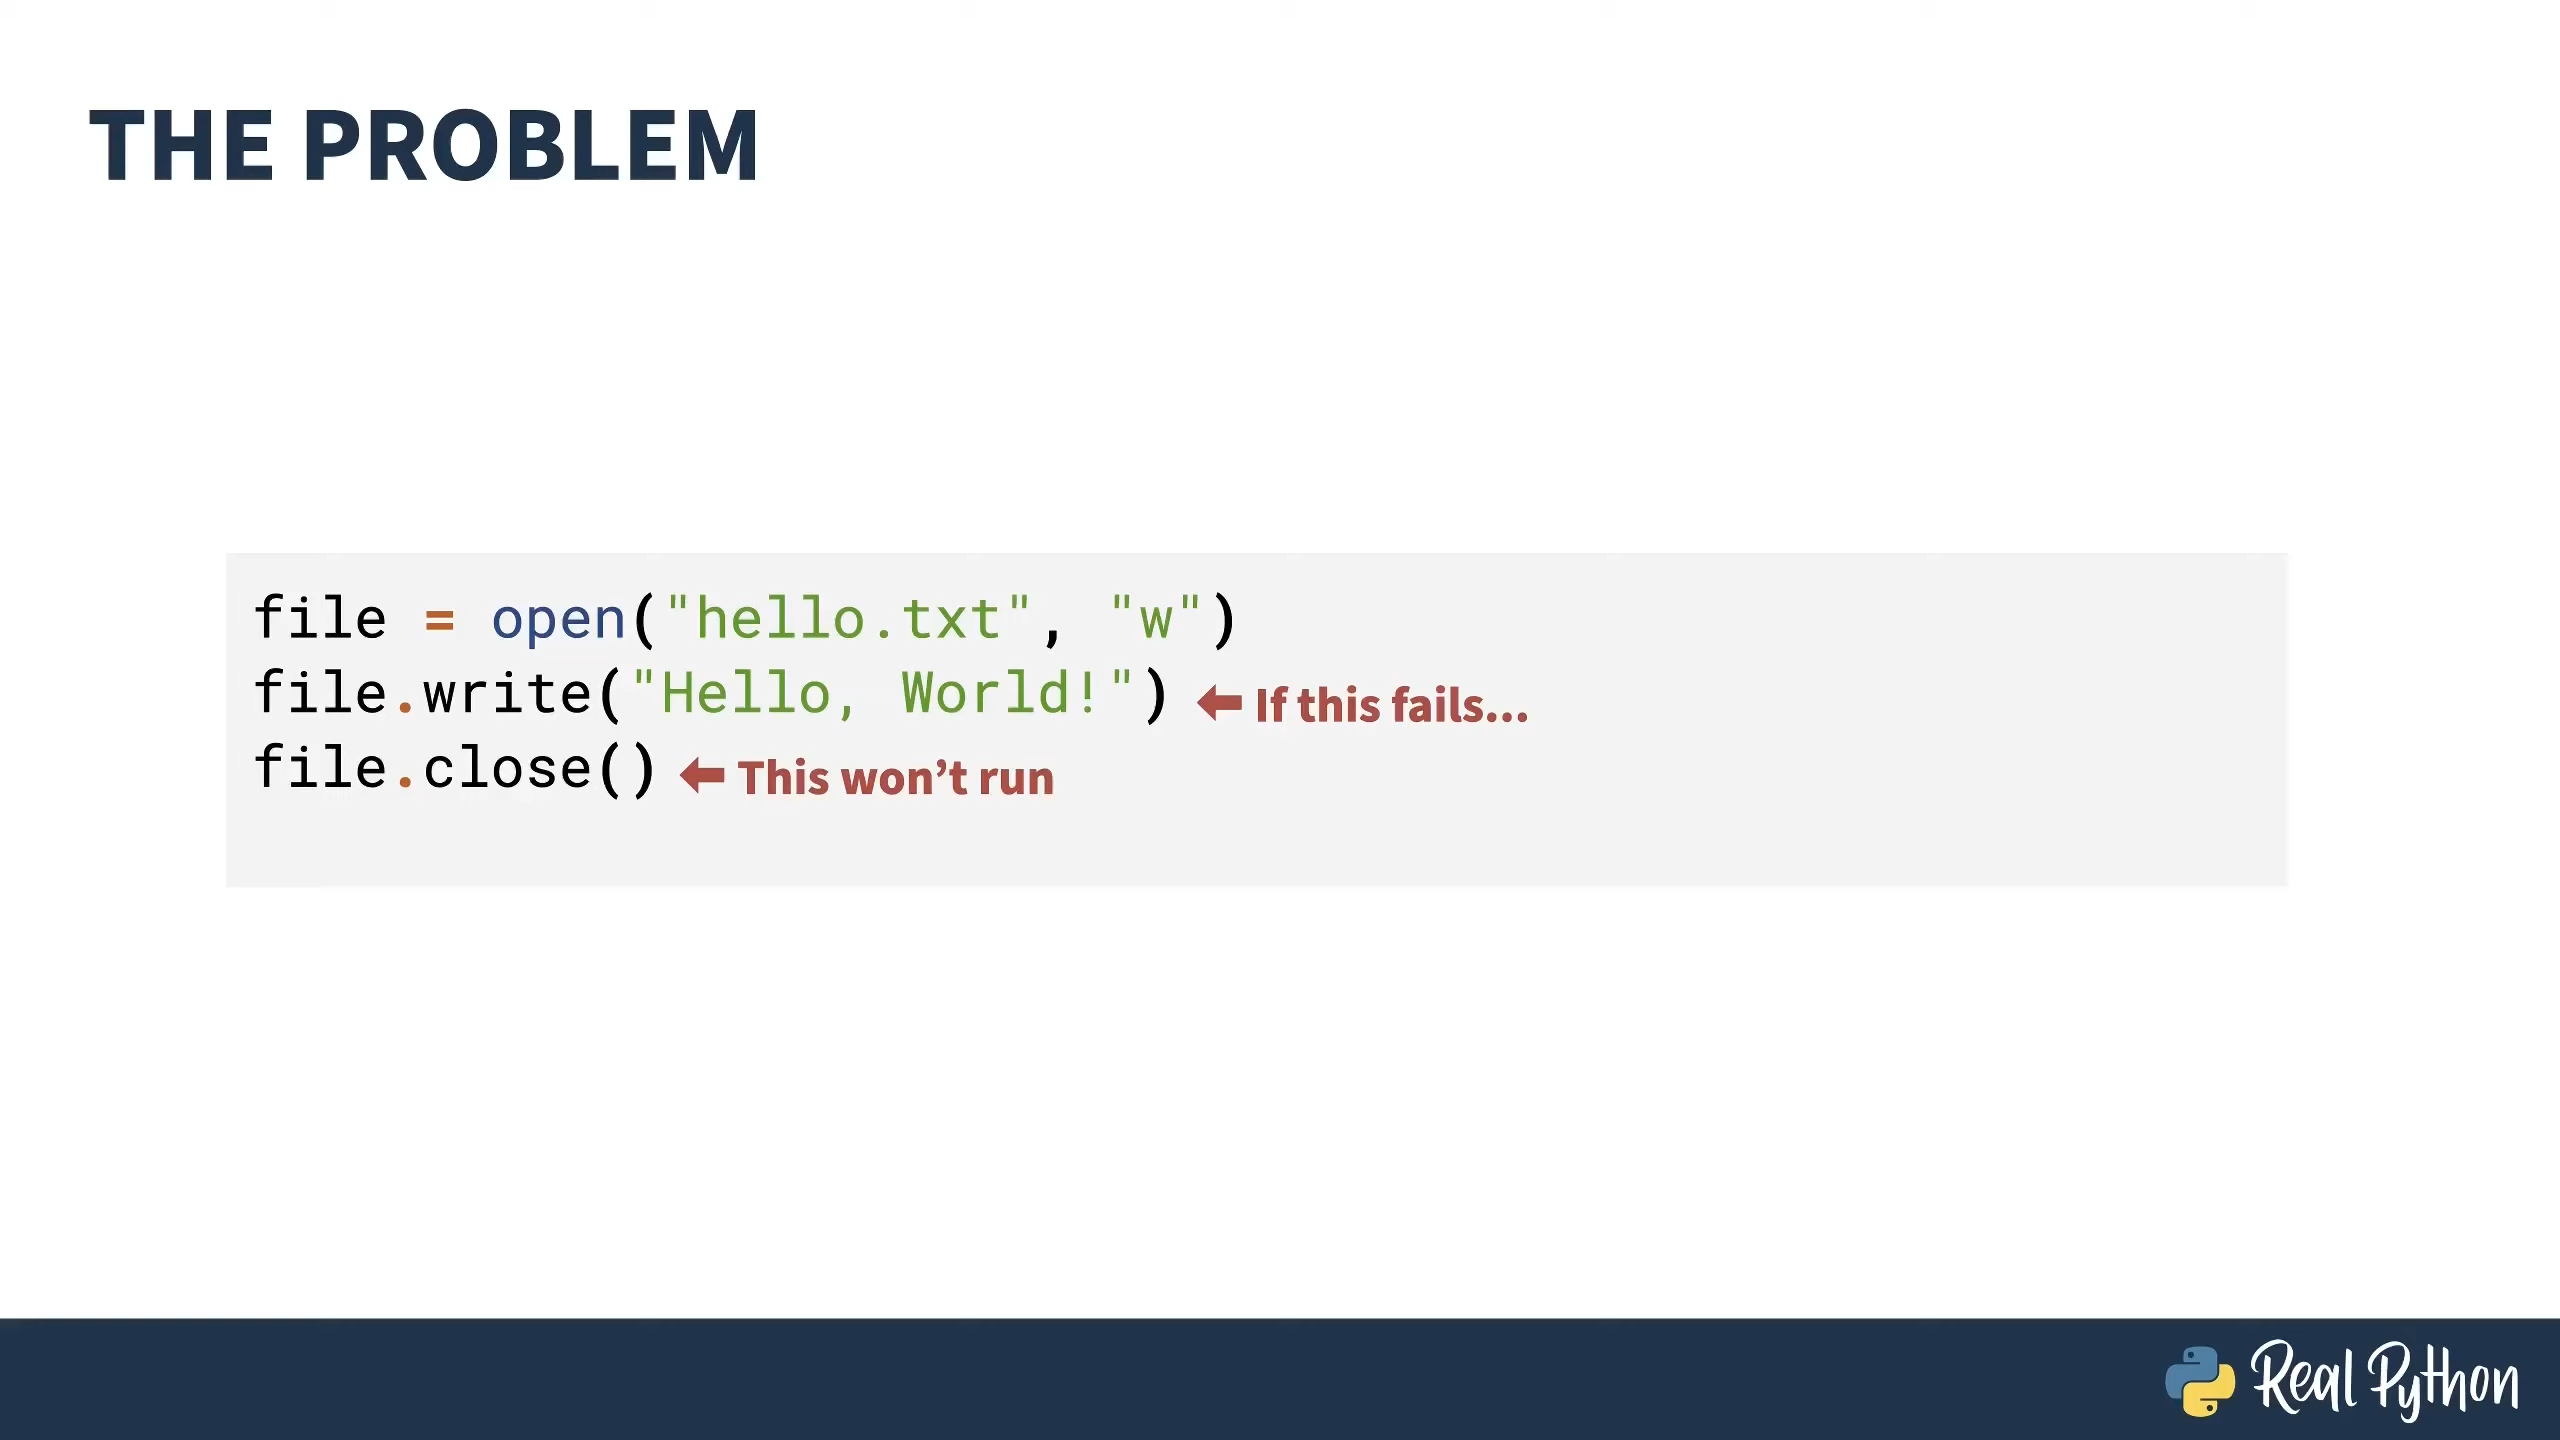 THE PROBLEM
file = open("hello.txt", "w")
file.write("Hello, World!") ⬅ If this fails...
file.close() ⬅ This won’t run
Real Python